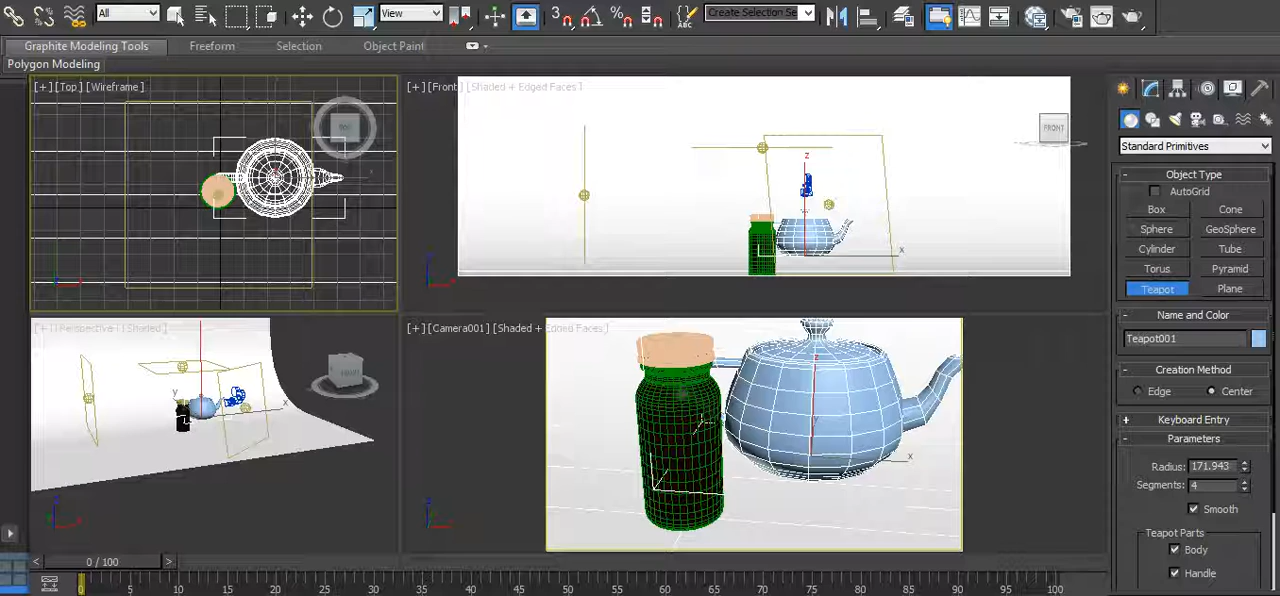 All
View
Create Selection Se
Graphite Modeling Tools
Freeform
Selection
Object Paint
Polygon Modeling
[+] [Top] [Wireframe]
[+] [Front] [Shaded + Edged Faces]
TOP
FRONT
Standard Primitives
- Object Type
AutoGrid
Box
Cone
Sphere
GeoSphere
Cylinder
Tube
Torus
Pyramid
Teapot
Plane
- Name and Color
Teapot001
- Creation Method
Edge
Center
+ Keyboard Entry
- Parameters
Radius: 171.943
Segments: 4
Smooth
Teapot Parts
Body
Handle
[+] [Perspective] [Shaded]
[+] [Camera001] [Shaded + Edged Faces]
z
x
y
x
FRONT
z
x
< 0 / 100 >
0 5 10 15 20 25 30 35 40 45 50 55 60 65 70 75 80 85 90 95 100